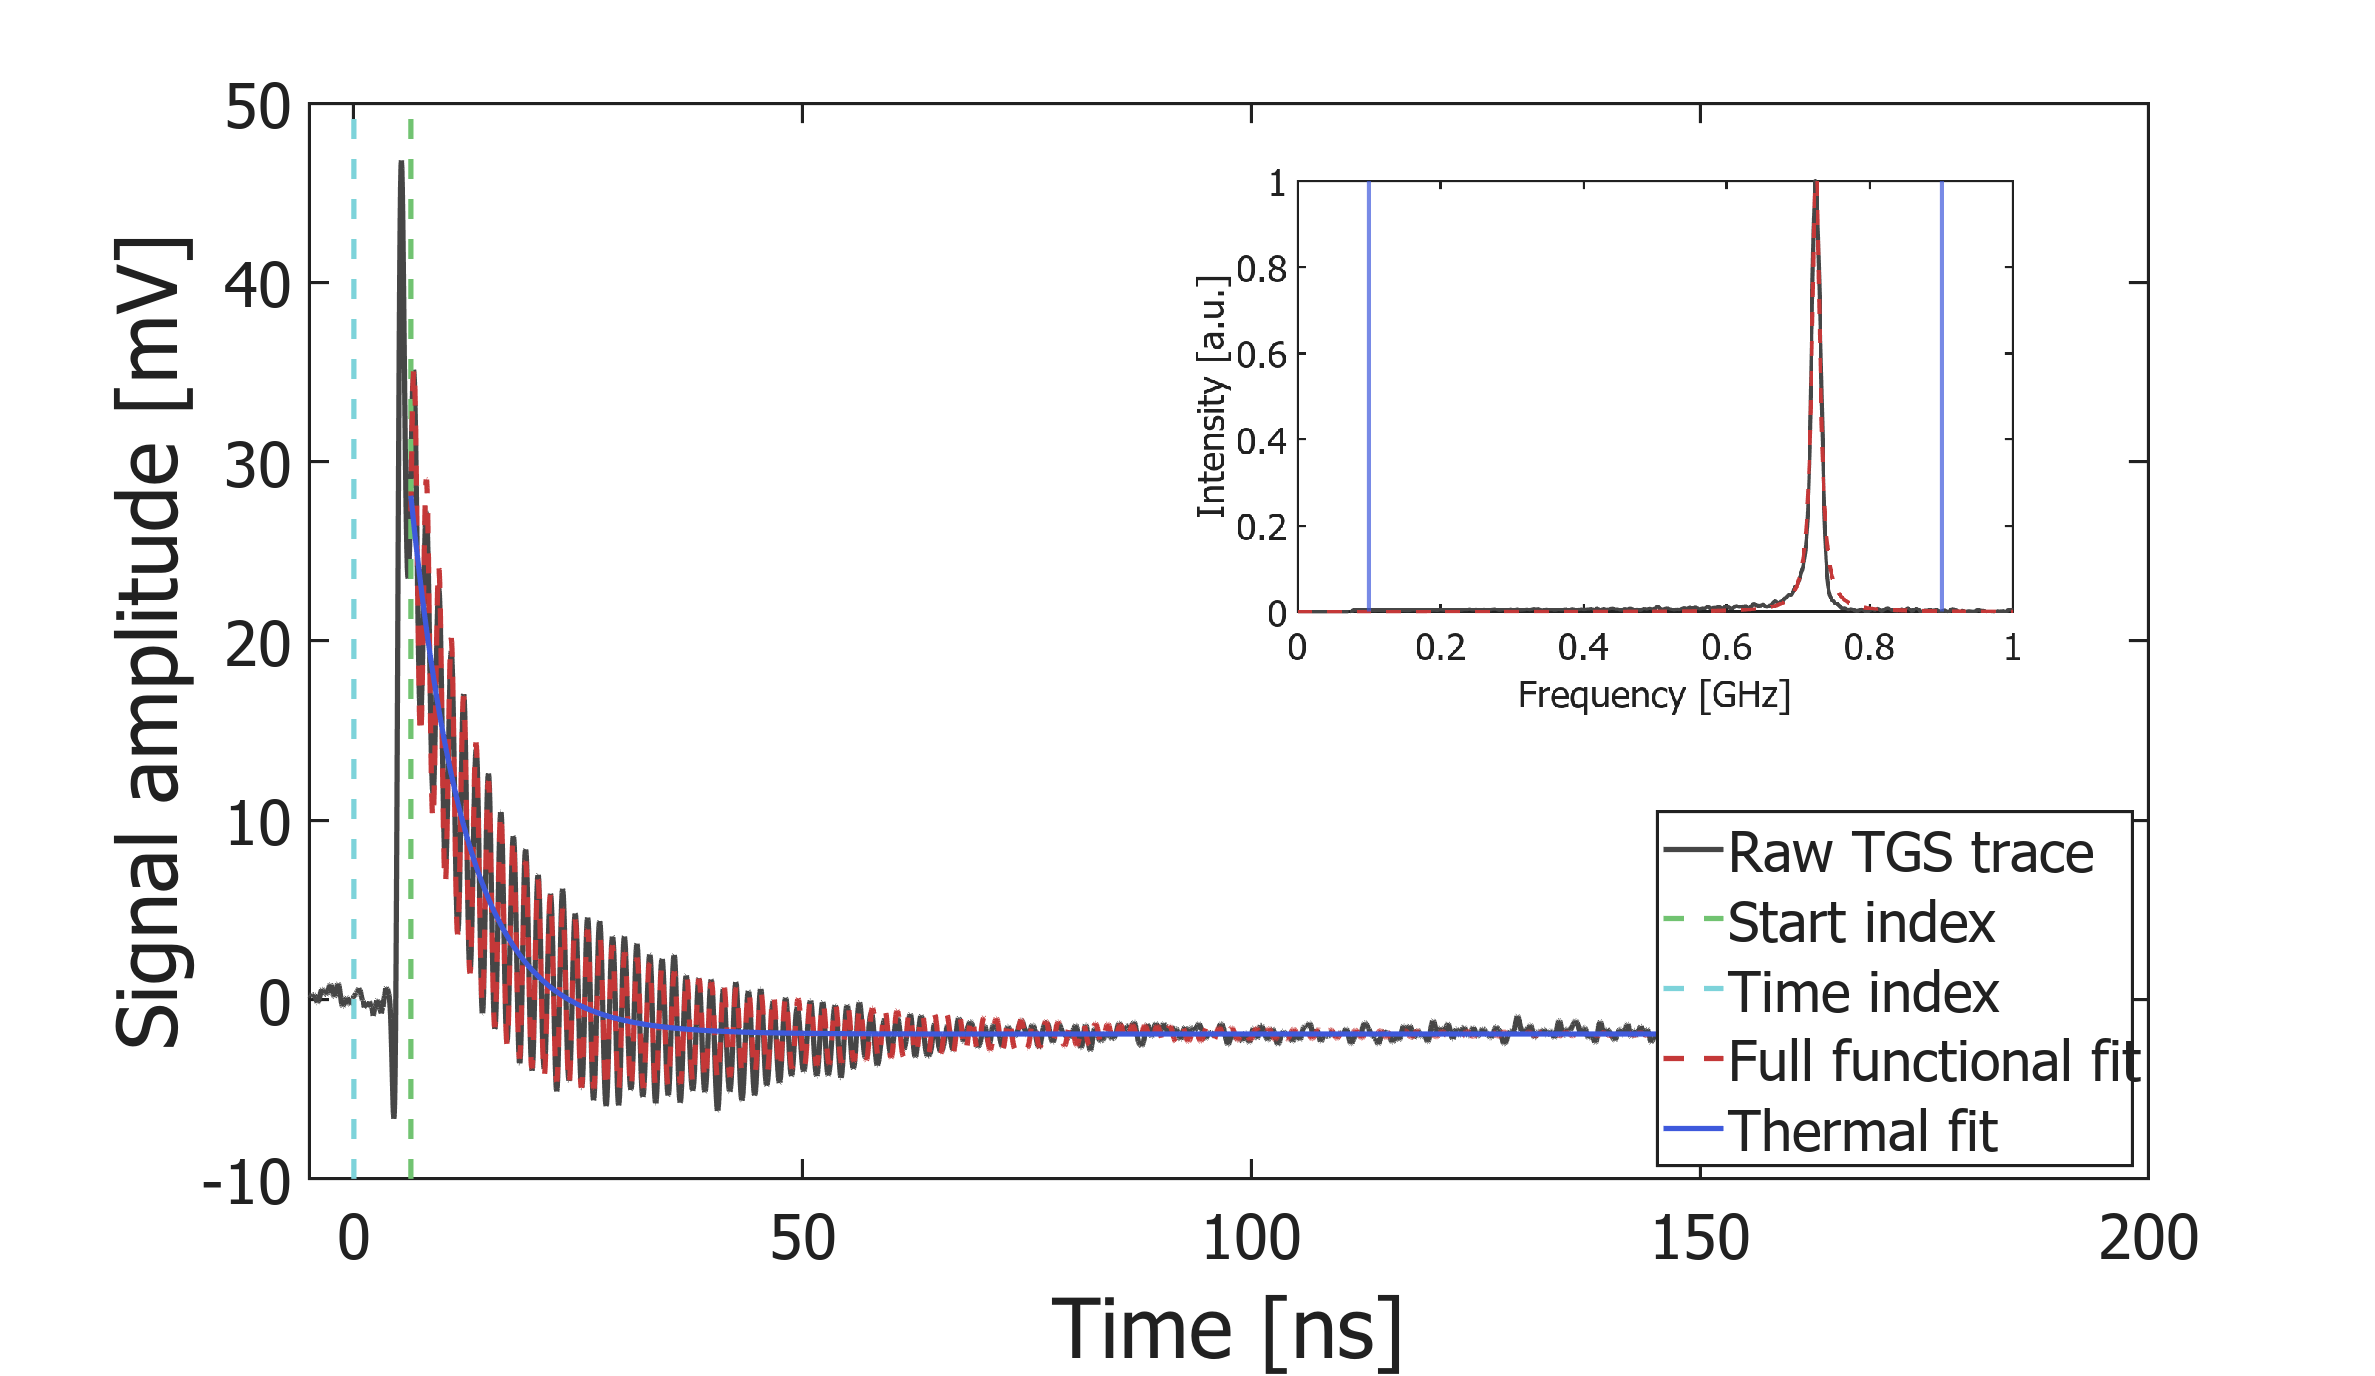 Signal amplitude [mV]
50
40
30
20
10
0
-10
0 50 100 150 200
Time [ns]
Intensity [a.u.]
1
0.8
0.6
0.4
0.2
0
0 0.2 0.4 0.6 0.8 1
Frequency [GHz]
Raw TGS trace
Start index
Time index
Full functional fit
Thermal fit